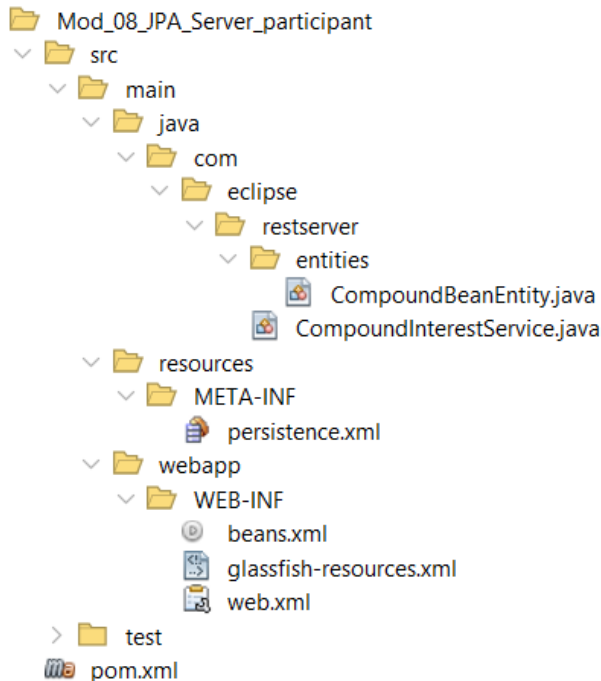 Mod_08_JPA_Server_participant
src
main
java
com
eclipse
restserver
entities
CompoundBeanEntity.java
CompoundInterestService.java
resources
META-INF
persistence.xml
webapp
WEB-INF
beans.xml
glassfish-resources.xml
web.xml
test
pom.xml